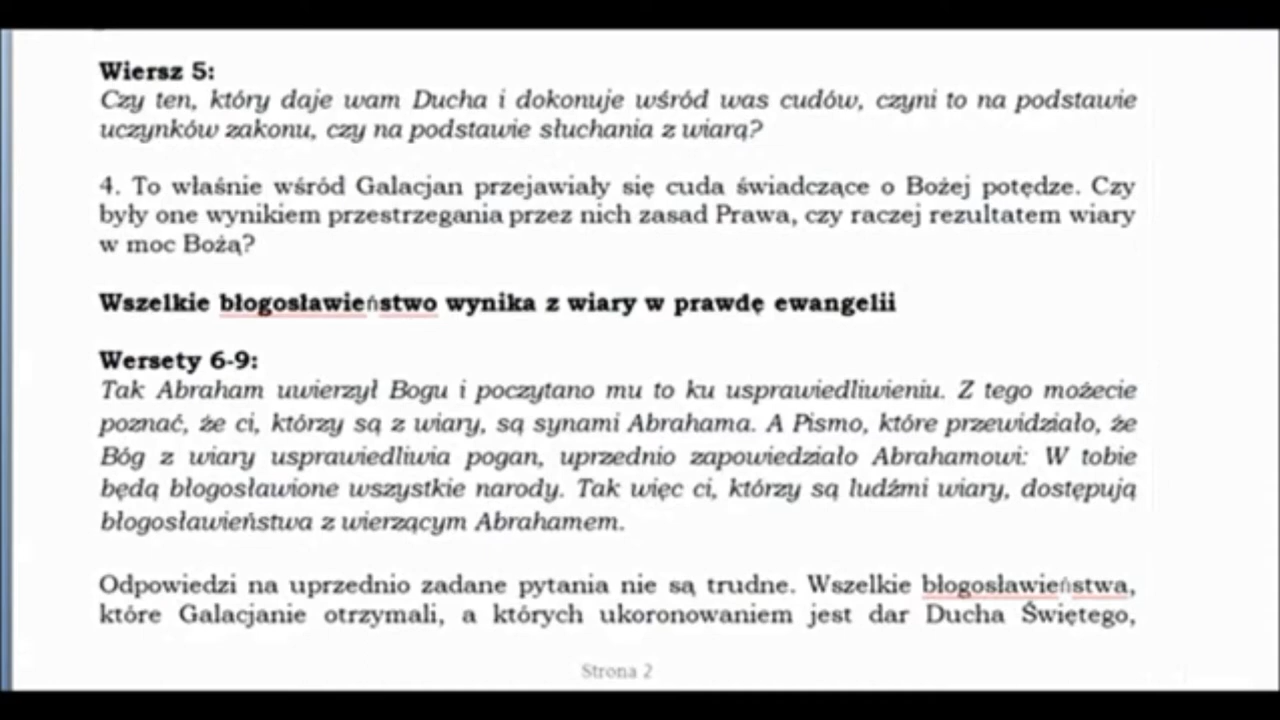 Wiersz 5:
Czy ten, który daje wam Ducha i dokonuje wśród was cudów, czyni to na podstawie
uczynków zakonu, czy na podstawie słuchania z wiarą?
4. To właśnie wśród Galacjan przejawiały się cuda świadczące o Bożej potędze. Czy
były one wynikiem przestrzegania przez nich zasad Prawa, czy raczej rezultatem wiary
w moc Bożą?
Wszelkie błogosławieństwo wynika z wiary w prawdę ewangelii
Wersety 6-9:
Tak Abraham uwierzył Bogu i poczytano mu to ku usprawiedliwieniu. Z tego możecie
poznać, że ci, którzy są z wiary, są synami Abrahama. A Pismo, które przewidziało, że
Bóg z wiary usprawiedliwia pogan, uprzednio zapowiedziało Abrahamowi: W tobie
będą błogosławione wszystkie narody. Tak więc ci, którzy są ludźmi wiary, dostępują
błogosławieństwa z wierzącym Abrahamem.
Odpowiedzi na uprzednio zadane pytania nie są trudne. Wszelkie błogosławieństwa,
które Galacjanie otrzymali, a których ukoronowaniem jest dar Ducha Świętego,
Strona 2